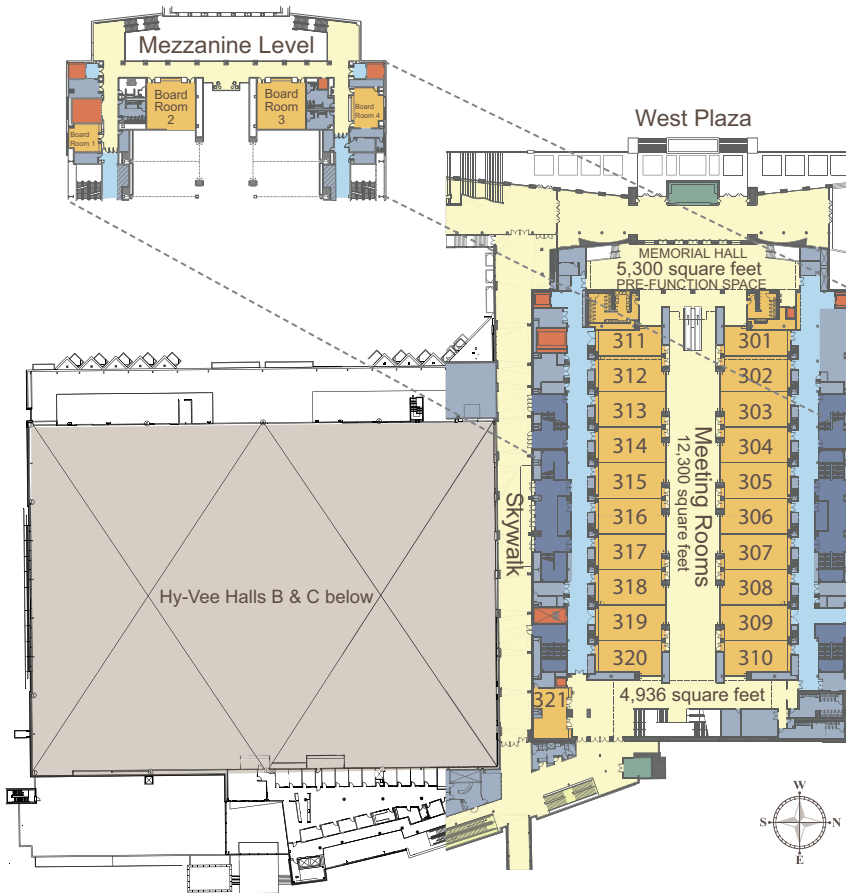 Mezzanine Level
Board
Room
2
Board
Room
3
Board
Room 4
Board
Room 1
West Plaza
MEMORIAL HALL
5,300 square feet
PRE-FUNCTION SPACE
311
301
312
302
313
303
314
304
315
305
316
306
317
307
318
308
319
309
320
310
321
Meeting Rooms
12,300 square feet
Skywalk
Hy-Vee Halls B & C below
4,936 square feet
W
S
N
E